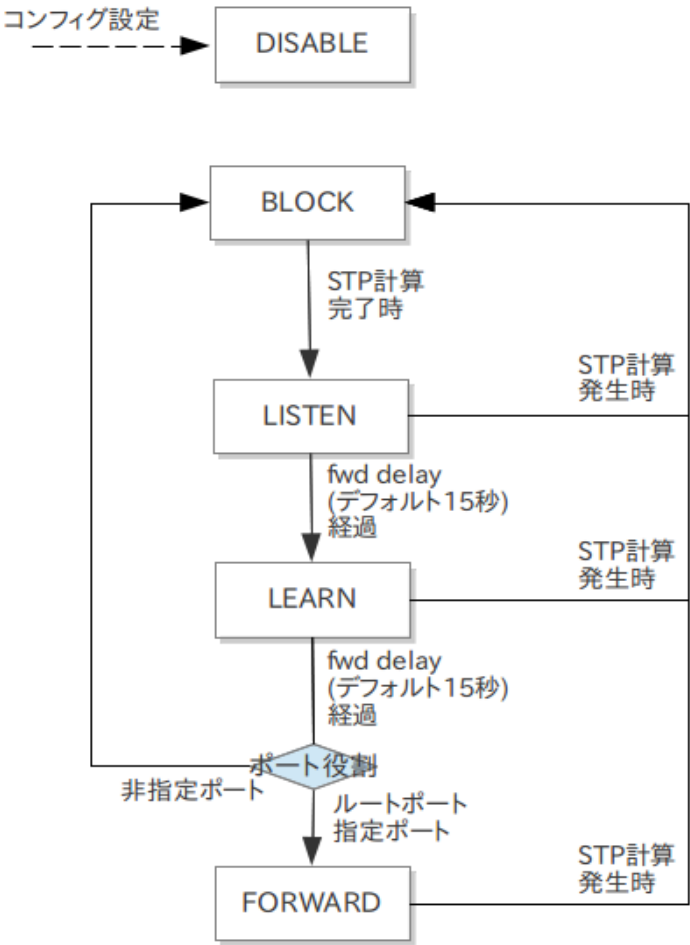 コンフィグ設定
DISABLE
BLOCK
STP計算
完了時
STP計算
発生時
LISTEN
fwd delay
(デフォルト15秒)
経過
STP計算
発生時
LEARN
fwd delay
(デフォルト15秒)
経過
ポート役割
非指定ポート
ルートポート
指定ポート
STP計算
発生時
FORWARD